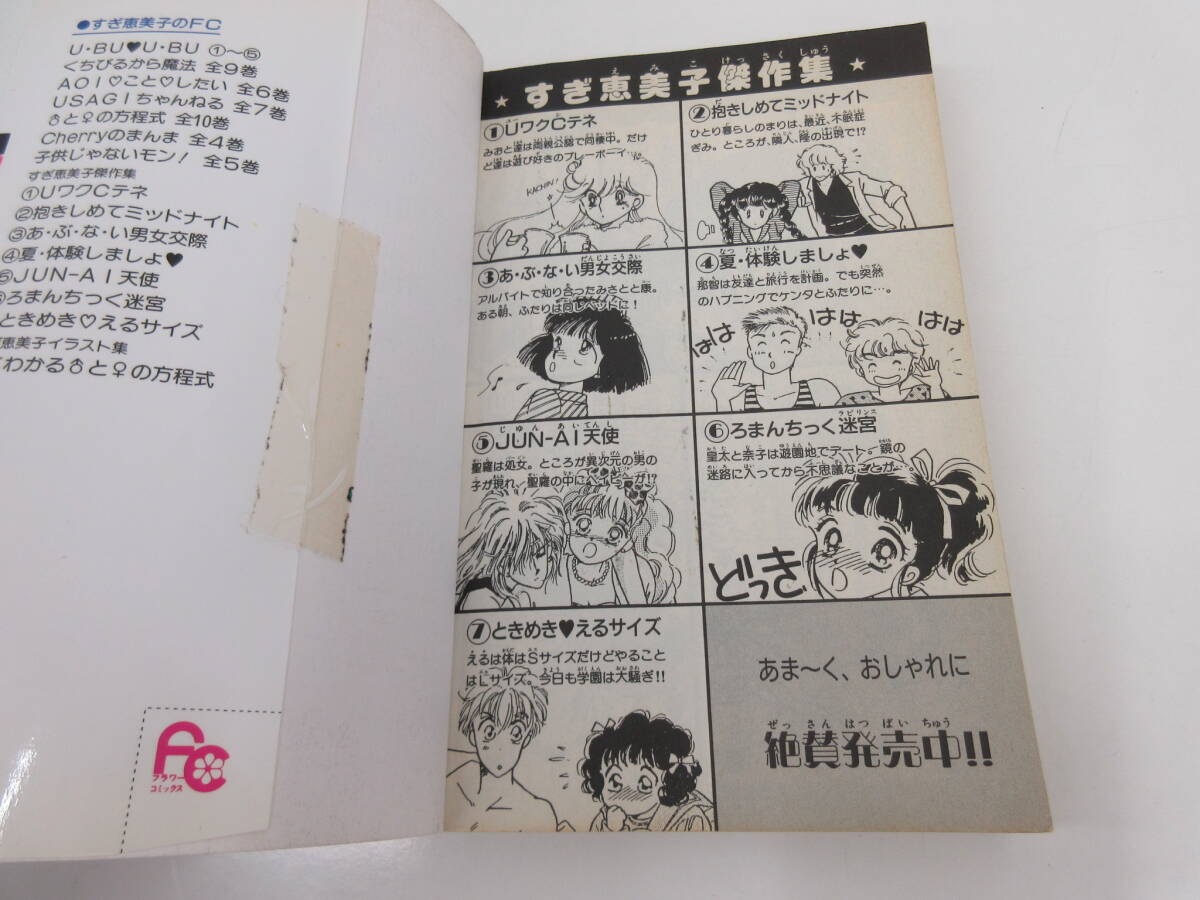 ●すぎ恵美子のFC
U・BU♥U・BU ①〜⑤
くちびるから魔法 全9巻
AOI♡こと♡したい 全6巻
USAGIちゃんねる 全7巻
♂と♀の方程式 全10巻
Cherryのまんま 全4巻
子供じゃないモン! 全5巻
すぎ恵美子傑作集
①UワクCテネ
②抱きしめてミッドナイト
③あ・ぶ・な・い男女交際
④夏・体験しましょ♥
⑤JUN-AI天使
ろまんちっく迷宮
ときめき♡えるサイズ
恵美子イラスト集
わかる♂と♀の方程式
FC
フラワー
コミックス
★すぎ恵美子傑作集★
①UワクCテネ
みおと達は両親公認で同棲中。だけ
ど達は遊び好きのプレーボーイ…
KACHIN!
②抱きしめてミッドナイト
ひとり暮らしのまりは、最近、不眠症
ぎみ。ところが、隣人、陸の出現で!?
③あ・ぶ・な・い男女交際
アルバイトで知り合ったみさとと康。
ある朝、ふたりは同じベッドに!
④夏・体験しましょ♥
那智は友達と旅行を計画。でも突然
のハプニングでケンタとふたりに…。
はは
はは
はは
⑤JUN-AI天使
聖羅は処女。ところが異次元の男の
子が現れ、聖羅の中にベイビーが!?
⑥ろまんちっく迷宮
皇太と奈子は遊園地でデート。鏡の
迷路に入ってから不思議なことが…。
どっき
⑦ときめき♥えるサイズ
えるは体はSサイズだけどやること
はLサイズ。今日も学園は大騒ぎ!!
あま〜く、おしゃれに
絶賛発売中!!